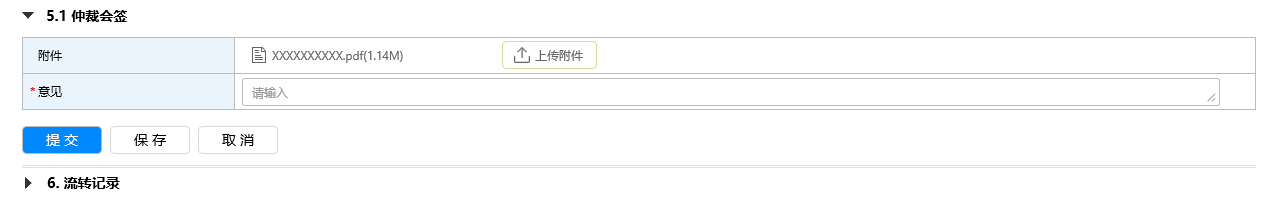 5.1 仲裁会签
附件 XXXXXXXXXX.pdf(1.14M) 上传附件
*意见 请输入
提交 保存 取消
6. 流转记录